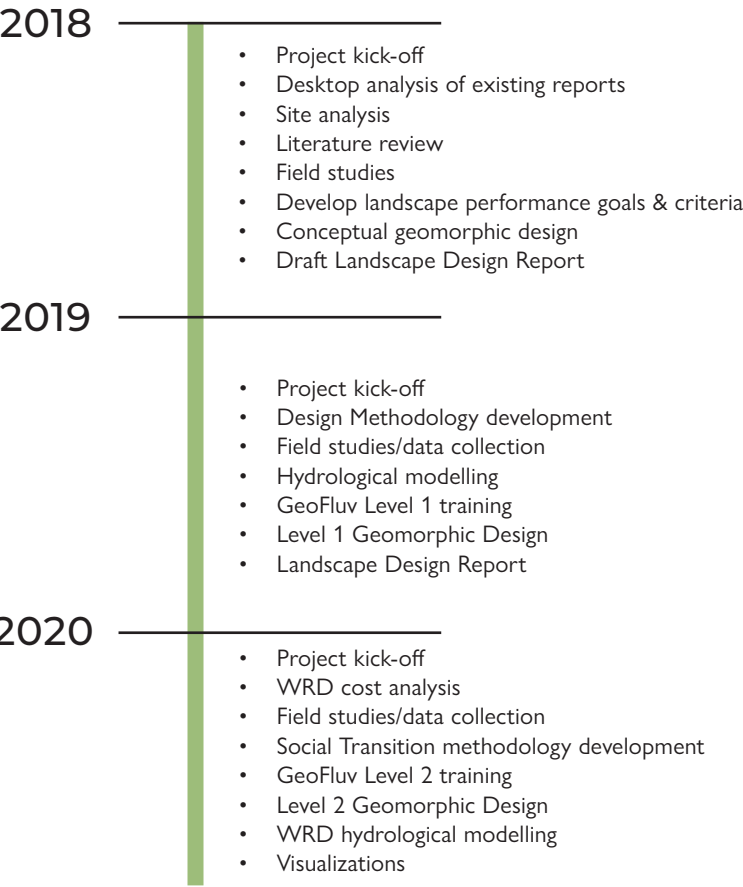 2018
• Project kick-off
• Desktop analysis of existing reports
• Site analysis
• Literature review
• Field studies
• Develop landscape performance goals & criteria
• Conceptual geomorphic design
• Draft Landscape Design Report
2019
• Project kick-off
• Design Methodology development
• Field studies/data collection
• Hydrological modelling
• GeoFluv Level 1 training
• Level 1 Geomorphic Design
• Landscape Design Report
2020
• Project kick-off
• WRD cost analysis
• Field studies/data collection
• Social Transition methodology development
• GeoFluv Level 2 training
• Level 2 Geomorphic Design
• WRD hydrological modelling
• Visualizations